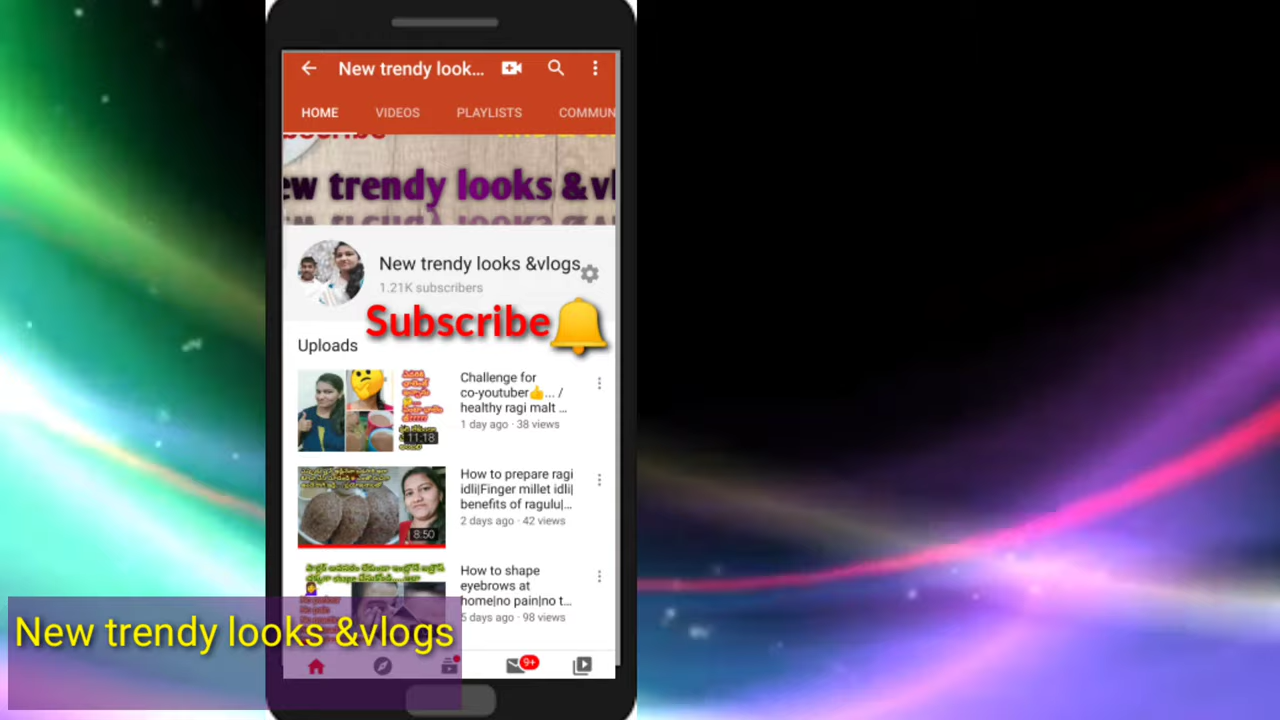 New trendy look...
HOME VIDEOS PLAYLISTS COMMUN
ew trendy looks &vl
New trendy looks &vlogs
1.21K subscribers
Subscribe
Uploads
Challenge for
co-youtuber👍... /
healthy ragi malt ...
1 day ago · 38 views
11:18
How to prepare ragi
idli|Finger millet idli|
benefits of ragulu|...
2 days ago · 42 views
8:50
How to shape
eyebrows at
home|no pain|no t...
5 days ago · 98 views
New trendy looks &vlogs
9+